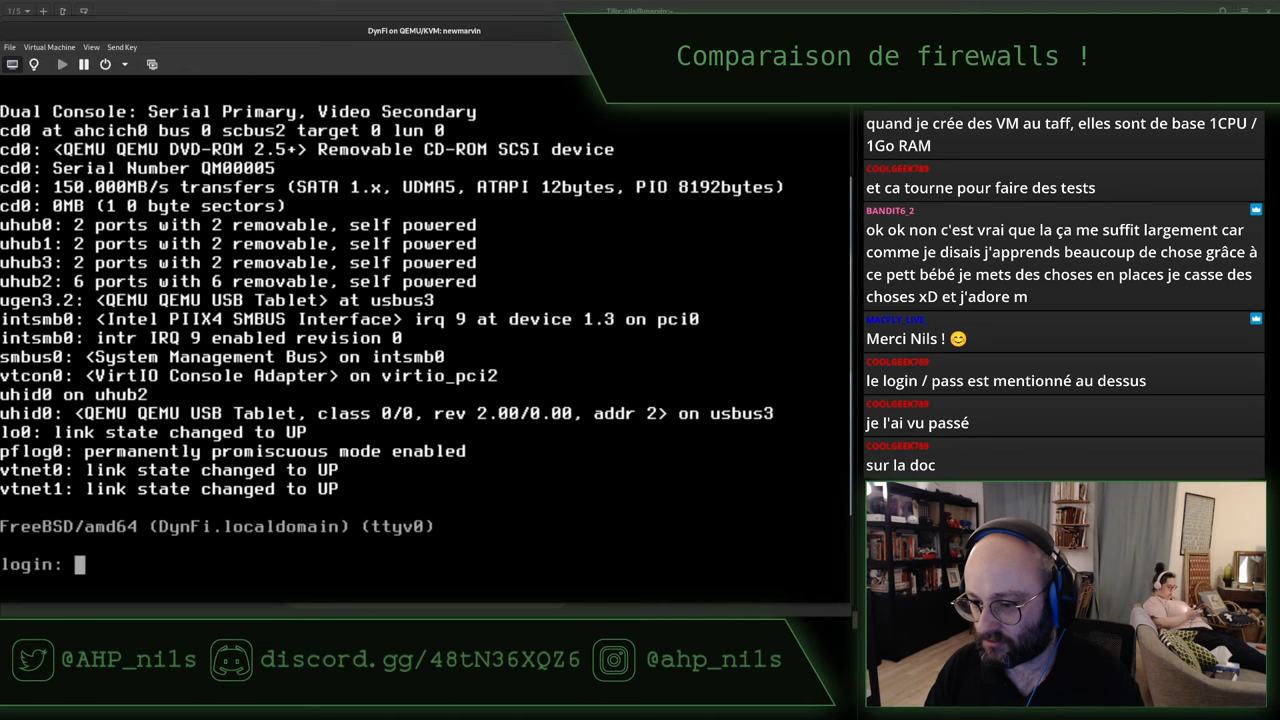 1/5
Tilix: nils@marvin:~
DynFi on QEMU/KVM: newmarvin
File Virtual Machine View Send Key
Comparaison de firewalls !
Dual Console: Serial Primary, Video Secondary
cd0 at ahcich0 bus 0 scbus2 target 0 lun 0
cd0: <QEMU QEMU DVD-ROM 2.5+> Removable CD-ROM SCSI device
cd0: Serial Number QM00005
cd0: 150.000MB/s transfers (SATA 1.x, UDMA5, ATAPI 12bytes, PIO 8192bytes)
cd0: 0MB (1 0 byte sectors)
uhub0: 2 ports with 2 removable, self powered
uhub1: 2 ports with 2 removable, self powered
uhub3: 2 ports with 2 removable, self powered
uhub2: 6 ports with 6 removable, self powered
ugen3.2: <QEMU QEMU USB Tablet> at usbus3
intsmb0: <Intel PIIX4 SMBUS Interface> irq 9 at device 1.3 on pci0
intsmb0: intr IRQ 9 enabled revision 0
smbus0: <System Management Bus> on intsmb0
vtcon0: <VirtIO Console Adapter> on virtio_pci2
uhid0 on uhub2
uhid0: <QEMU QEMU USB Tablet, class 0/0, rev 2.00/0.00, addr 2> on usbus3
lo0: link state changed to UP
pflog0: permanently promiscuous mode enabled
vtnet0: link state changed to UP
vtnet1: link state changed to UP
FreeBSD/amd64 (DynFi.localdomain) (ttyv0)
login:
quand je crée des VM au taff, elles sont de base 1CPU /
1Go RAM
COOLGEEK789
et ca tourne pour faire des tests
BANDIT6_2
ok ok non c'est vrai que la ça me suffit largement car
comme je disais j'apprends beaucoup de chose grâce à
ce pett bébé je mets des choses en places je casse des
choses xD et j'adore m
MACFLY_LIVE
Merci Nils ! 😊
COOLGEEK789
le login / pass est mentionné au dessus
COOLGEEK789
je l'ai vu passé
COOLGEEK789
sur la doc
@AHP_nils
discord.gg/48tN36XQZ6
@ahp_nils